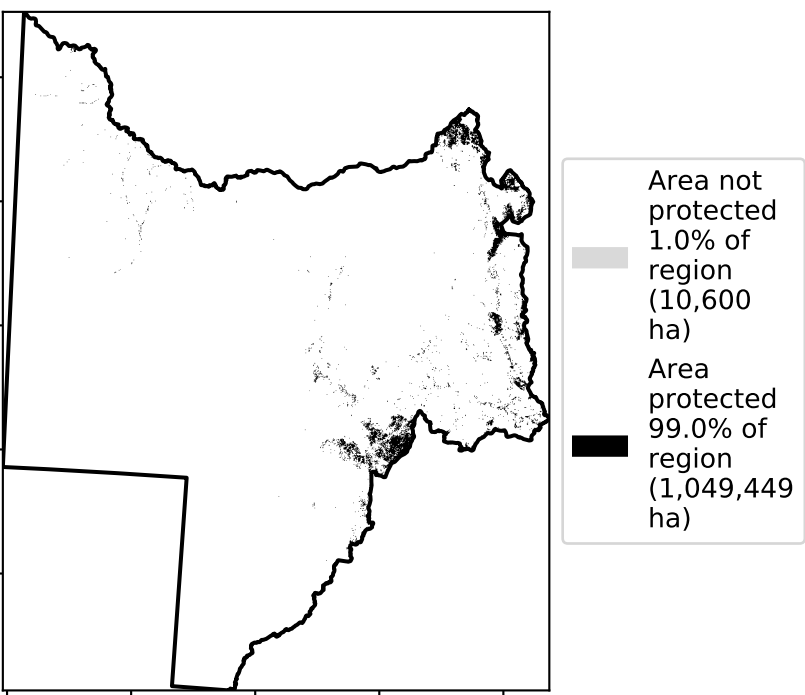 Area not
protected
1.0% of
region
(10,600
ha)
Area
protected
99.0% of
region
(1,049,449
ha)